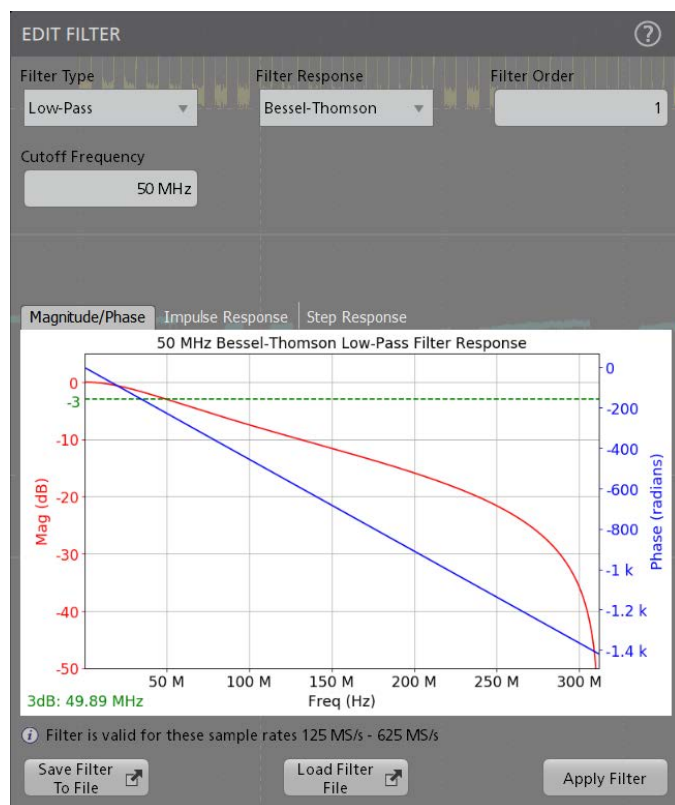 EDIT FILTER
?
Filter Type
Filter Response
Filter Order
Low-Pass
Bessel-Thomson
1
Cutoff Frequency
50 MHz
Magnitude/Phase
Impulse Response
Step Response
50 MHz Bessel-Thomson Low-Pass Filter Response
0
-3
-10
-20
-30
-40
-50
Mag (dB)
0
-200
-400
-600
-800
-1 k
-1.2 k
-1.4 k
Phase (radians)
50 M
100 M
150 M
200 M
250 M
300 M
3dB: 49.89 MHz
Freq (Hz)
i Filter is valid for these sample rates 125 MS/s - 625 MS/s
Save Filter
To File
Load Filter
File
Apply Filter